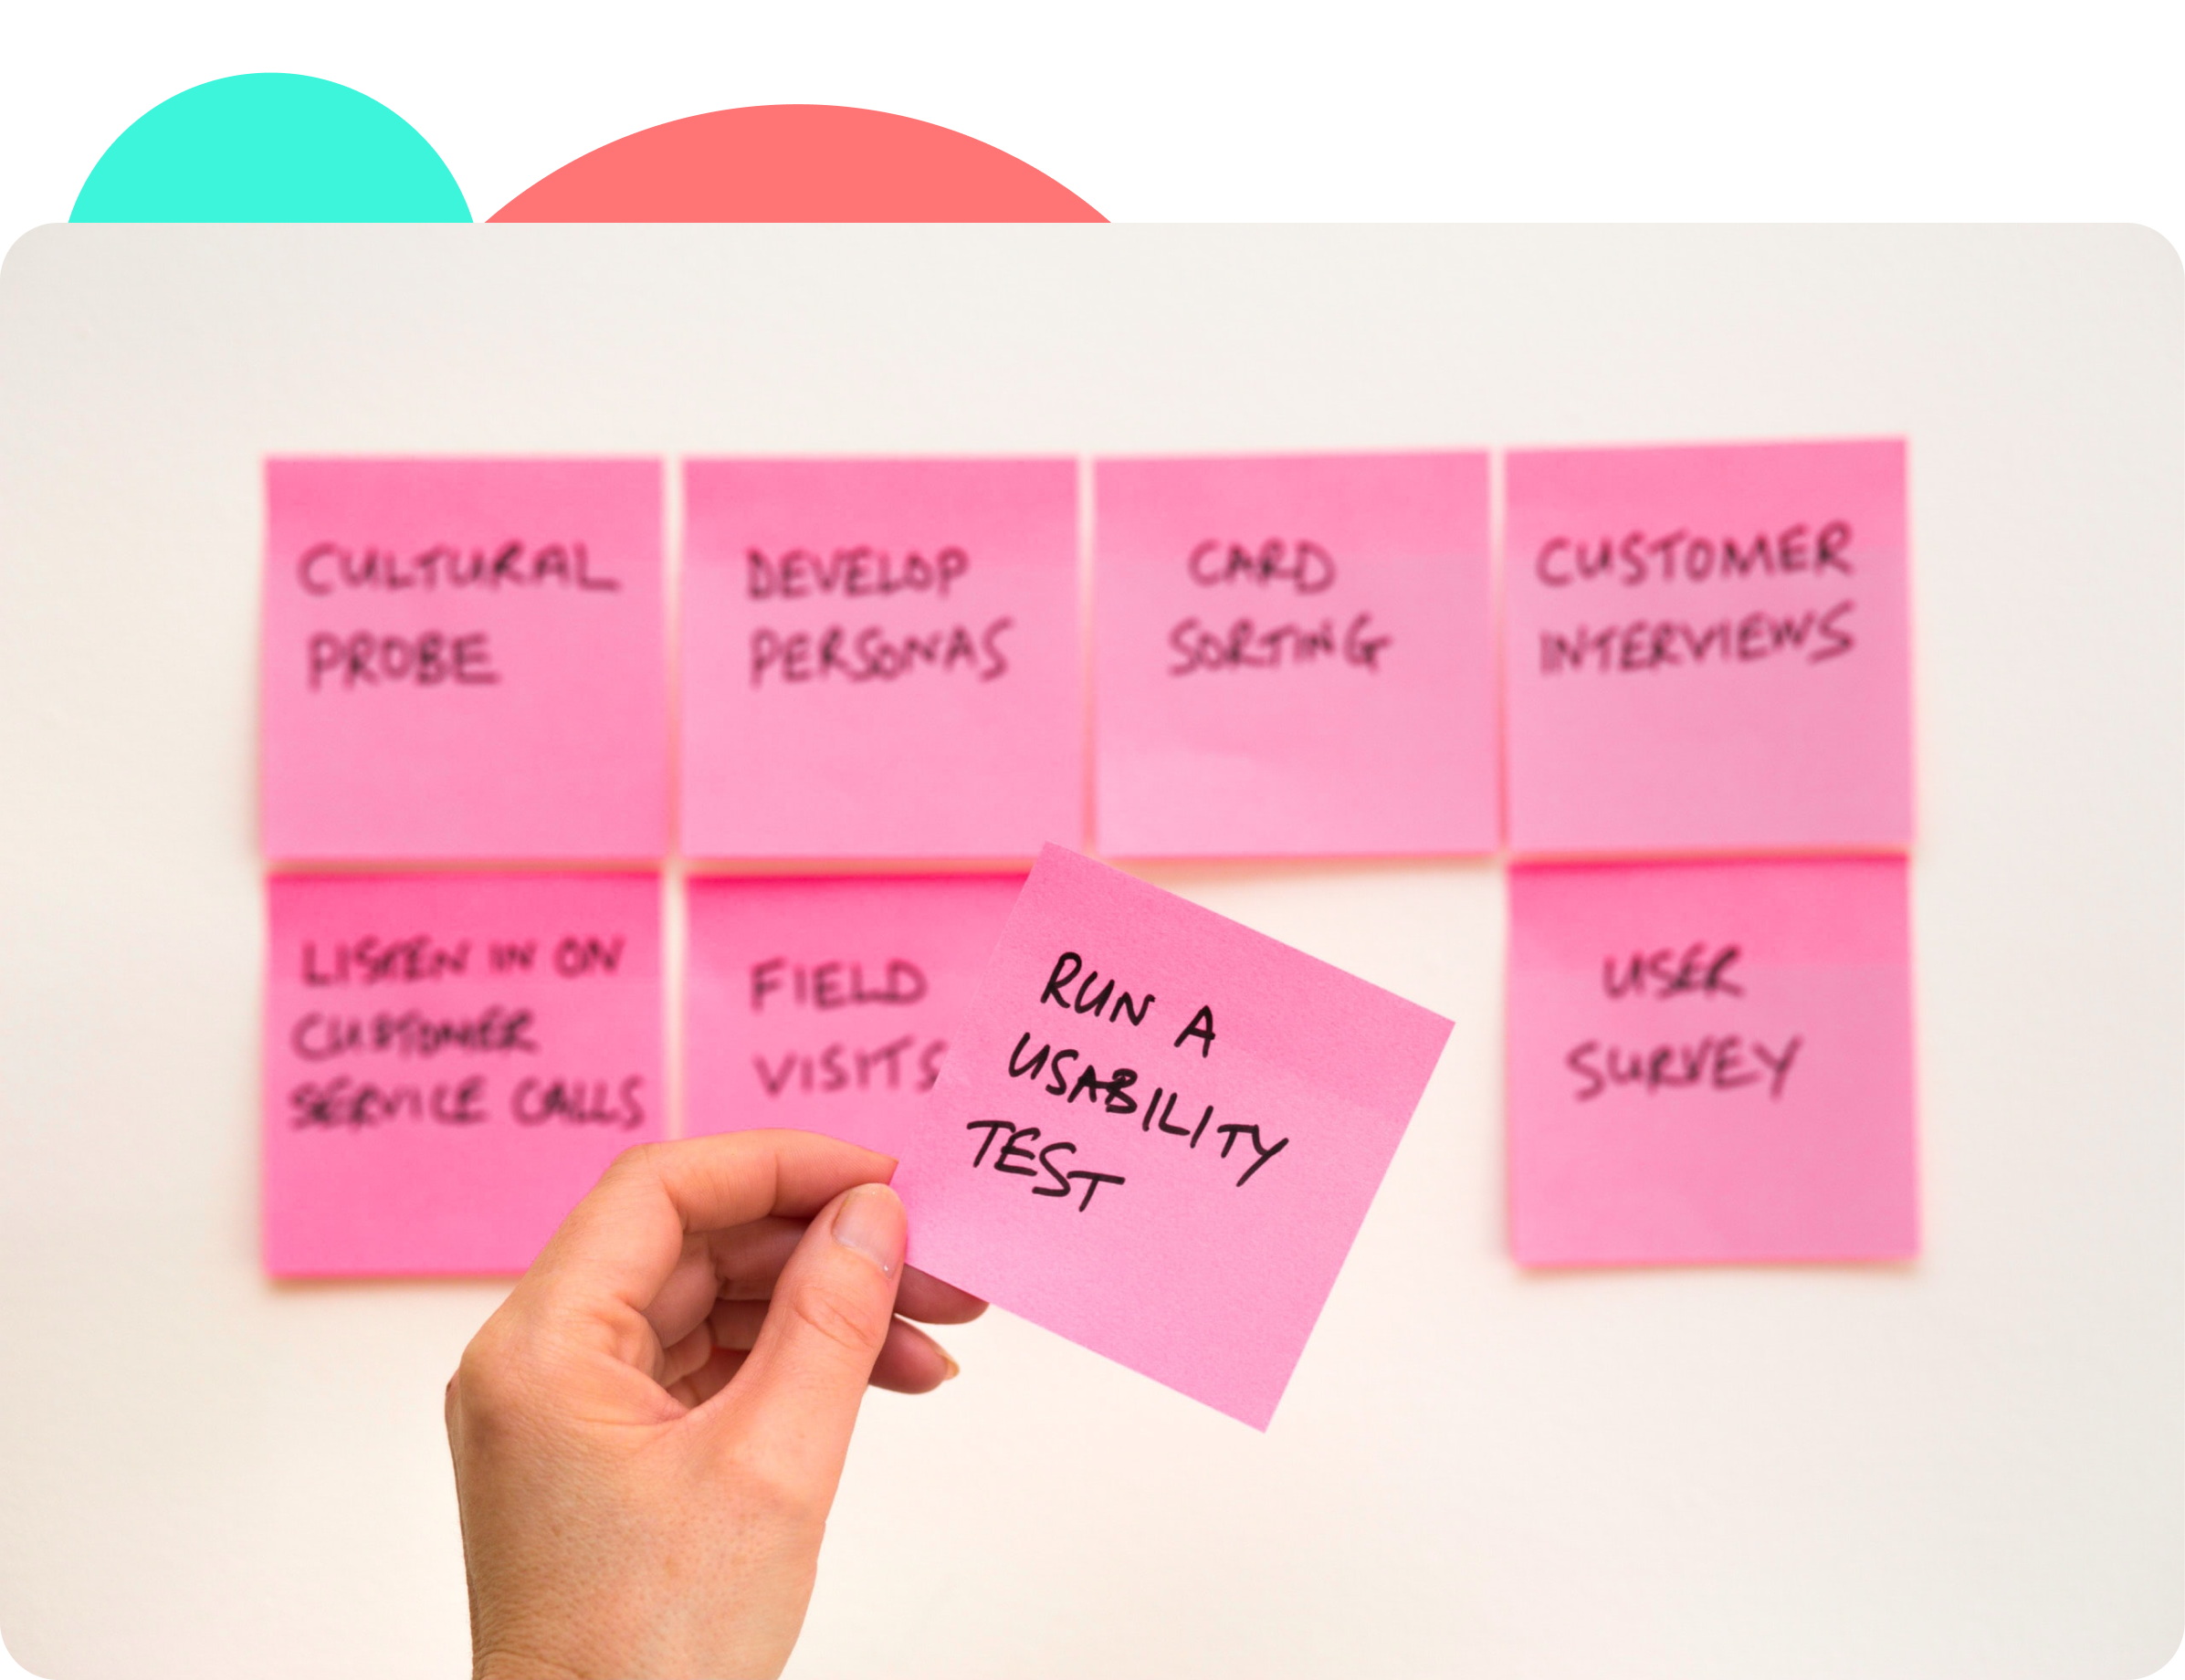 CULTURAL
PROBE
DEVELOP
PERSONAS
CARD
SORTING
CUSTOMER
INTERVIEWS
LISTEN IN ON
CUSTOMER
SERVICE CALLS
FIELD
VISITS
RUN A
USABILITY
TEST
USER
SURVEY